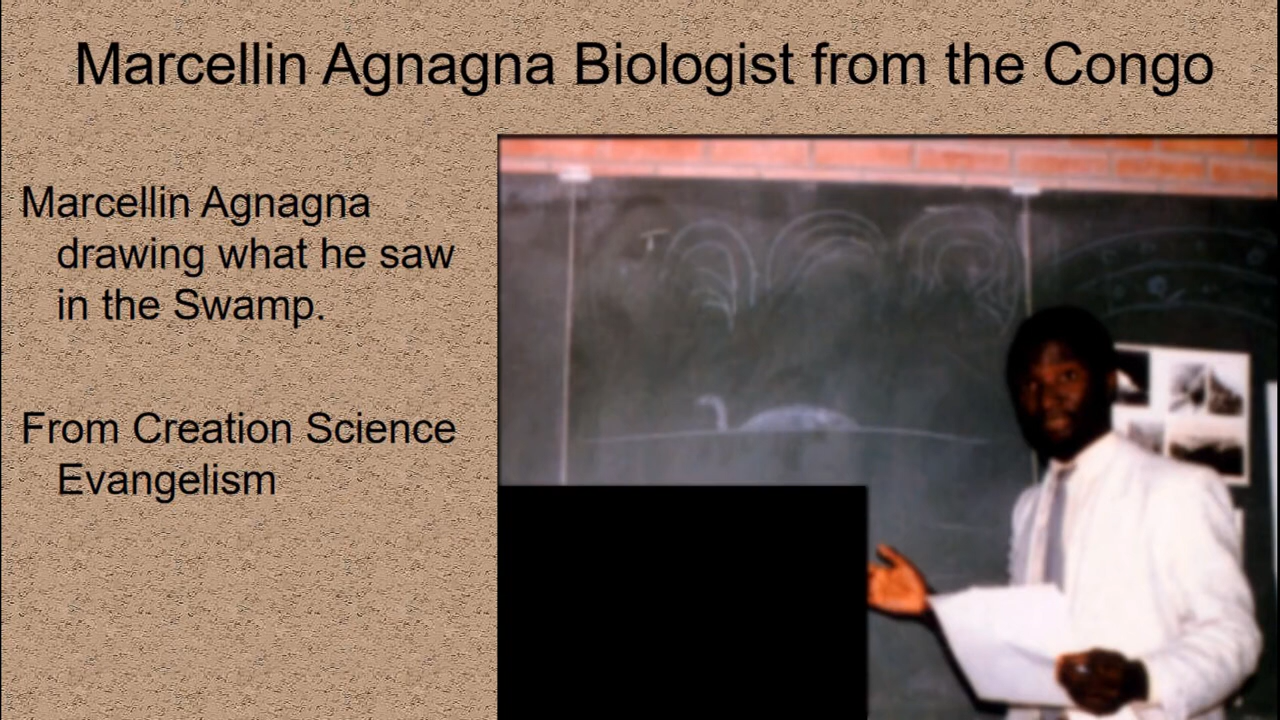 Marcellin Agnagna Biologist from the Congo
Marcellin Agnagna
drawing what he saw
in the Swamp.
From Creation Science
Evangelism